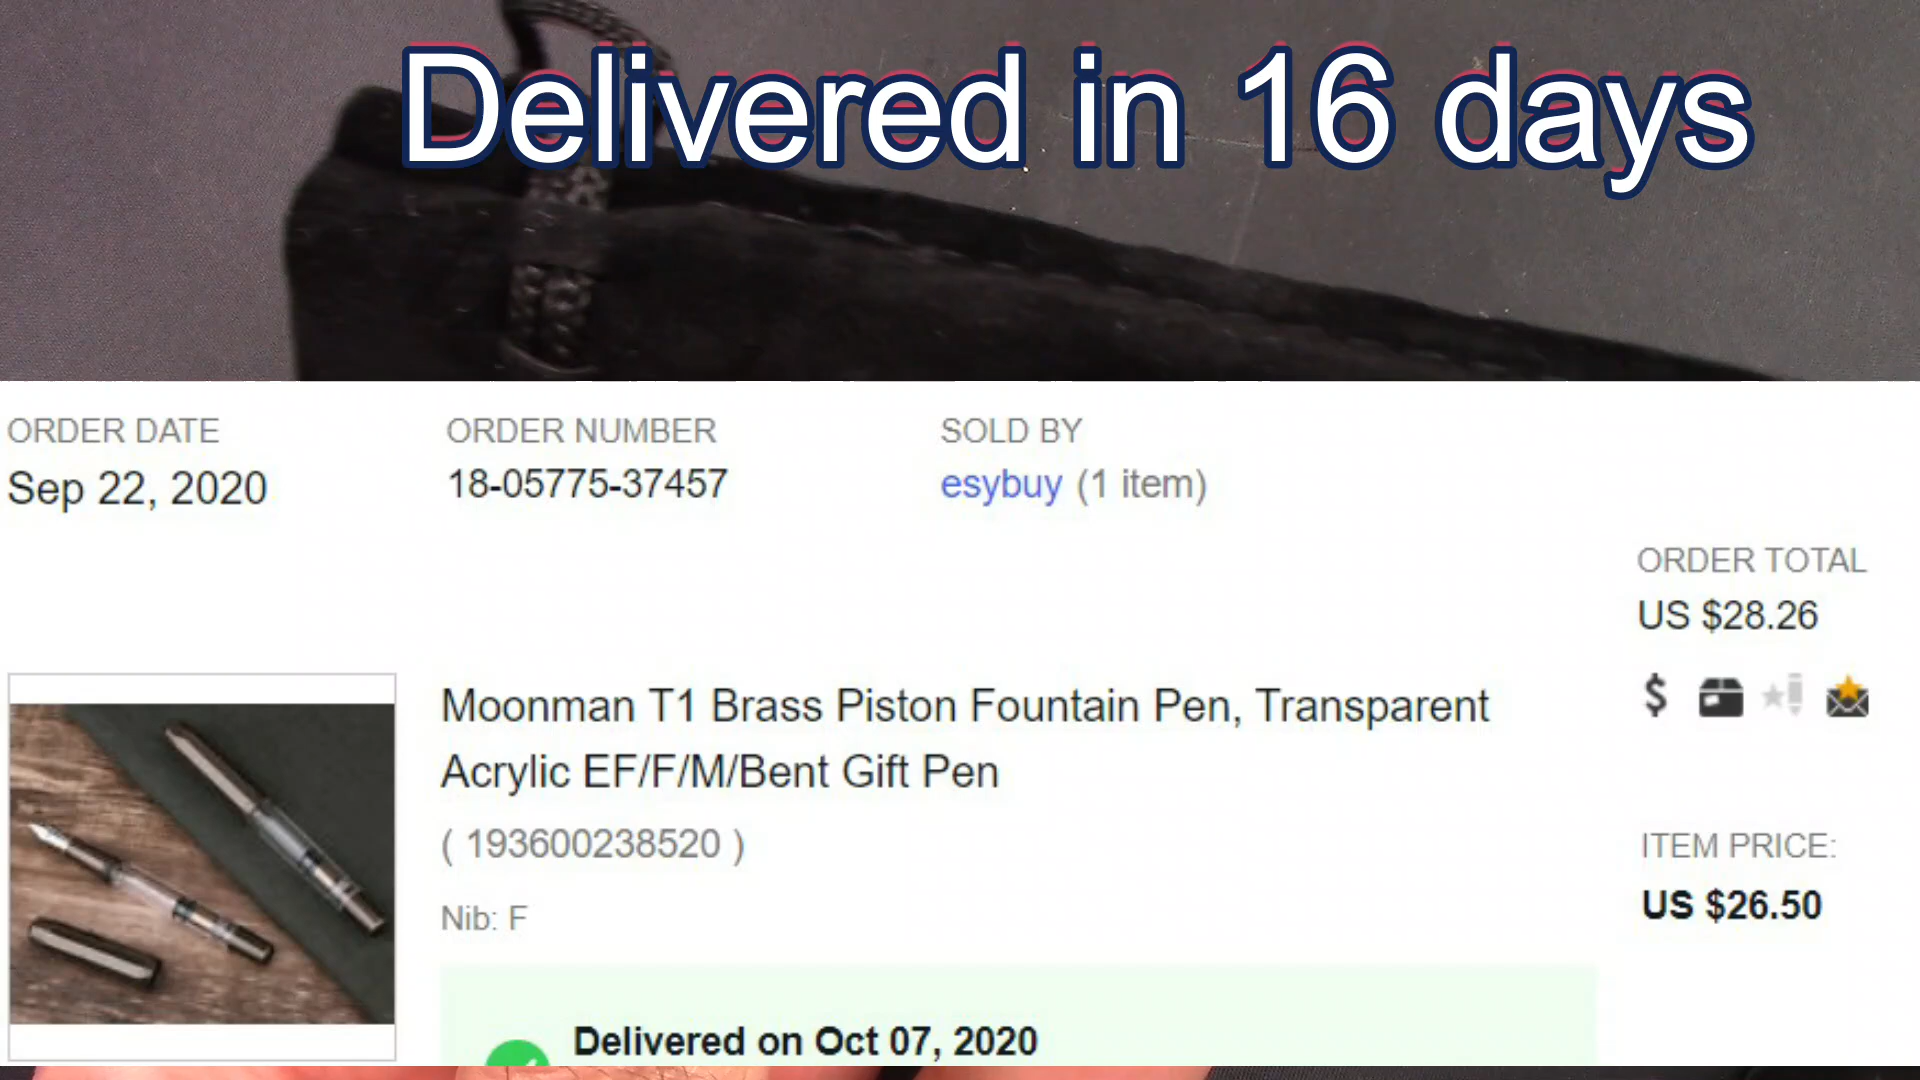 Delivered in 16 days
ORDER DATE
Sep 22, 2020
ORDER NUMBER
18-05775-37457
SOLD BY
esybuy (1 item)
ORDER TOTAL
US $28.26
Moonman T1 Brass Piston Fountain Pen, Transparent
Acrylic EF/F/M/Bent Gift Pen
( 193600238520 )
Nib: F
ITEM PRICE:
US $26.50
Delivered on Oct 07, 2020